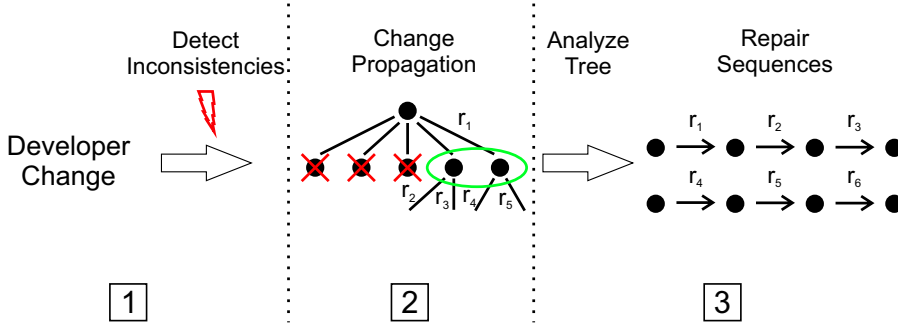 Detect
Inconsistencies
Developer
Change
1
Change
Propagation
r1
r2
r3
r4
r5
2
Analyze
Tree
Repair
Sequences
r1 r2 r3
r4 r5 r6
3